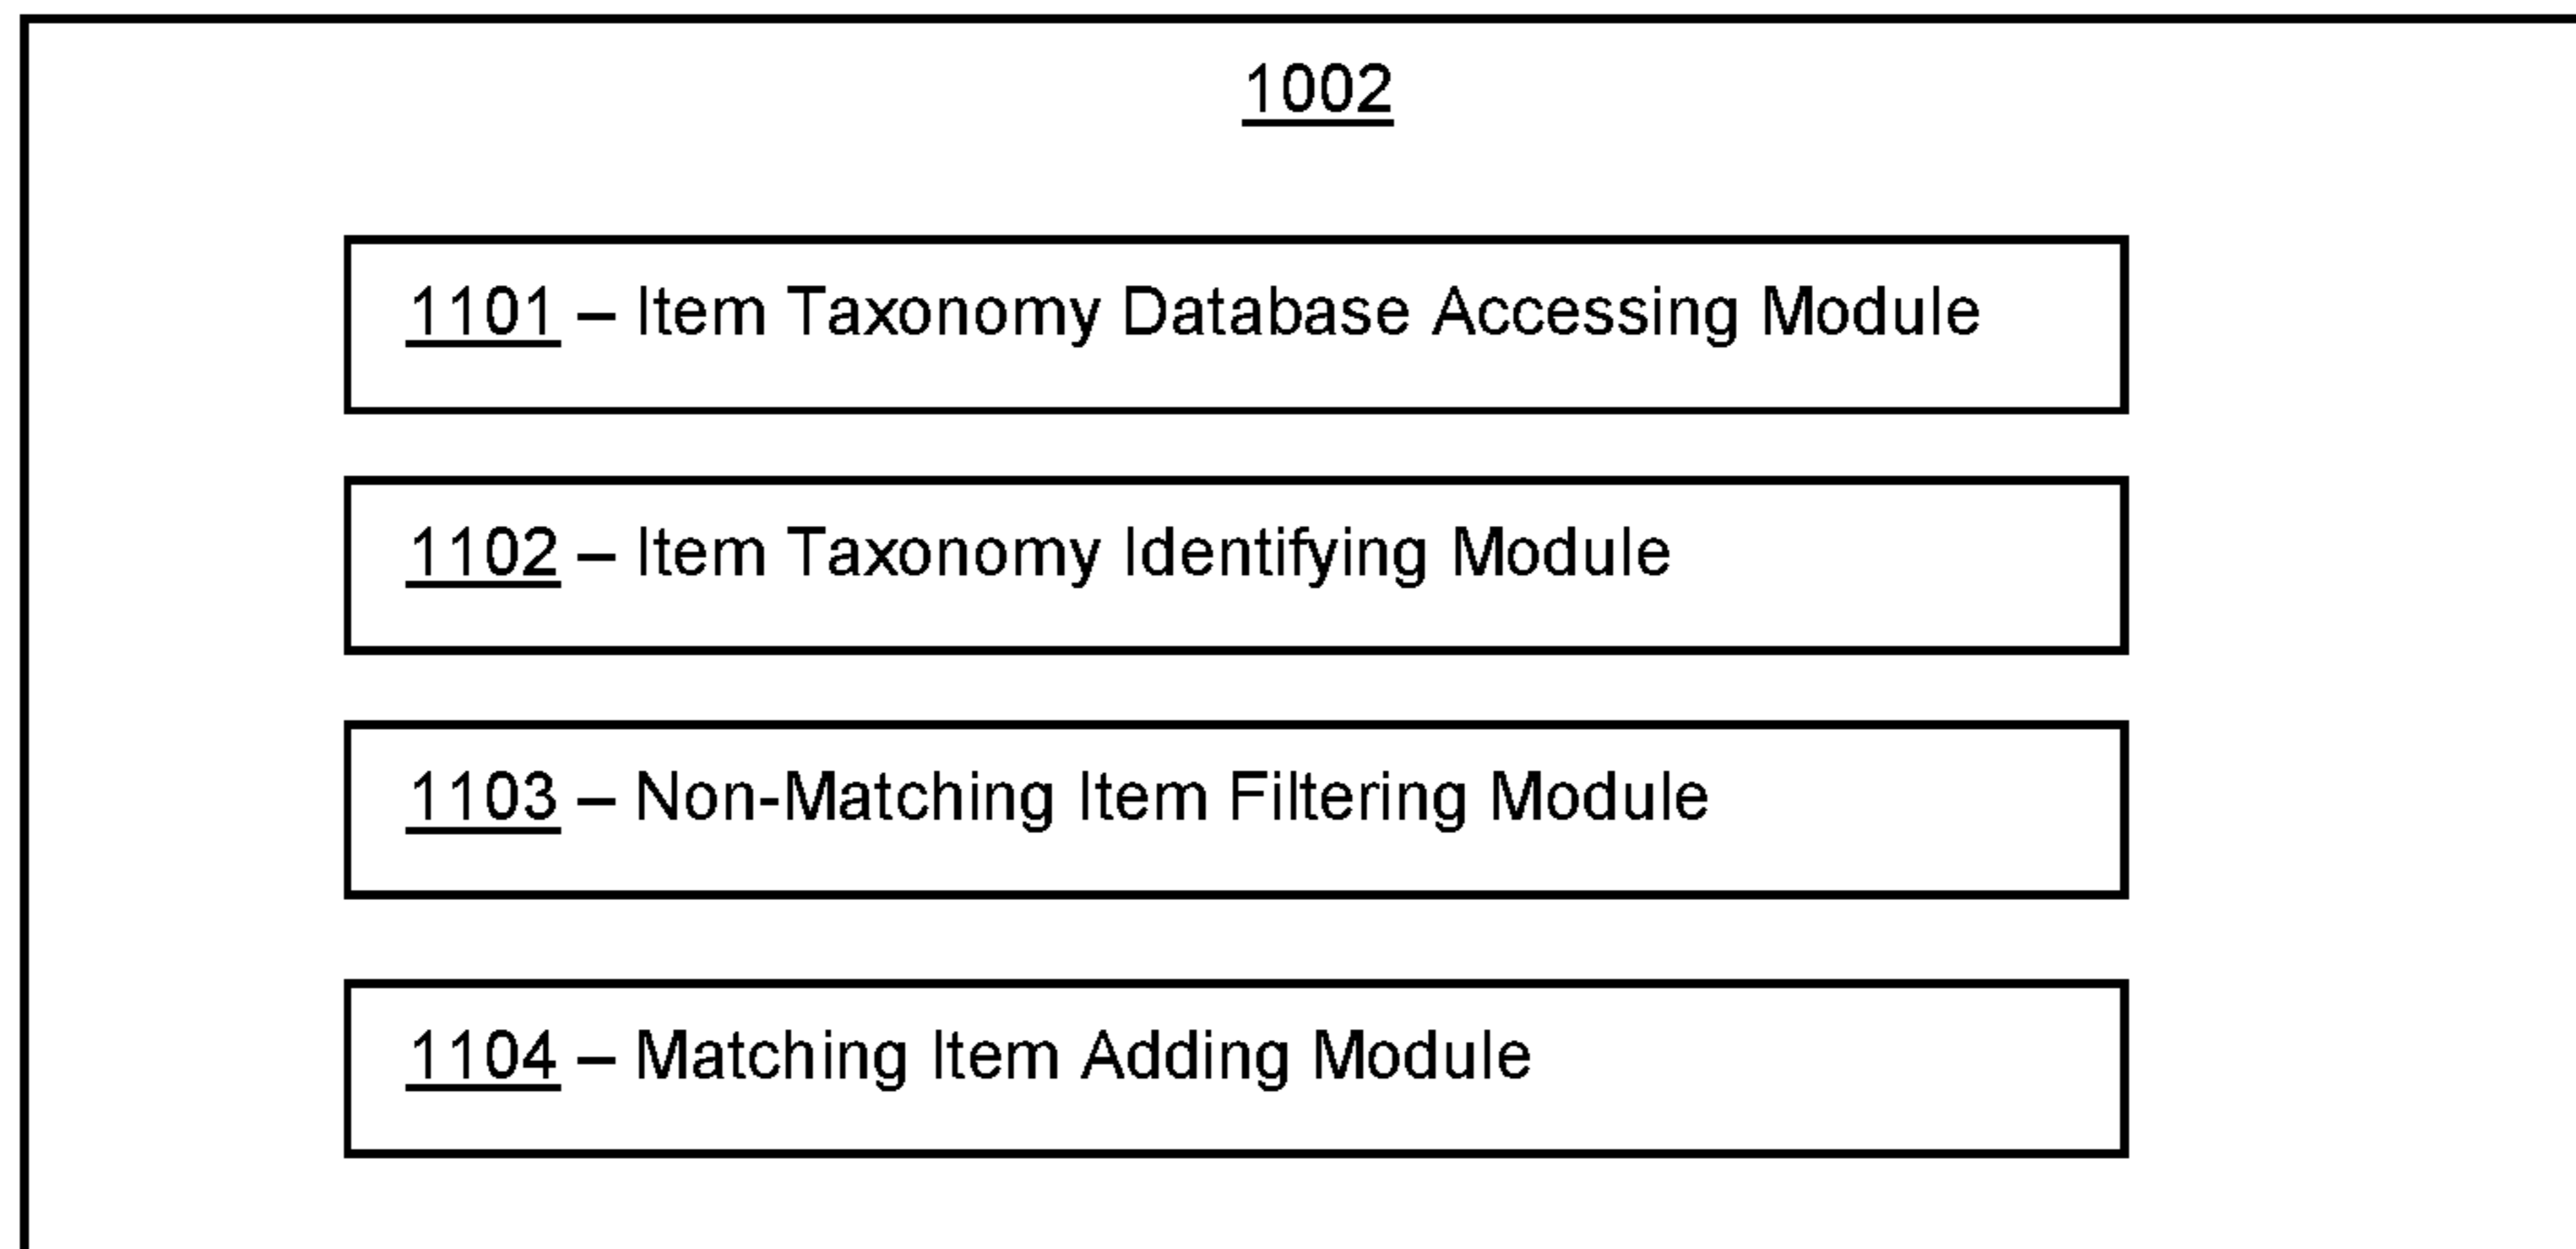 1002
1101 – Item Taxonomy Database Accessing Module
1102 – Item Taxonomy Identifying Module
1103 – Non-Matching Item Filtering Module
1104 – Matching Item Adding Module